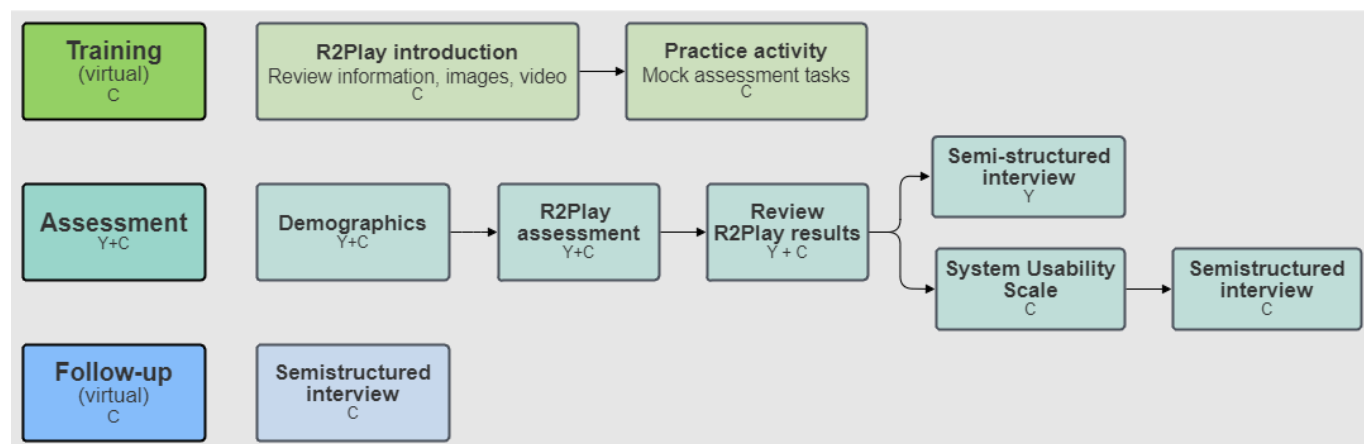 Training
(virtual)
C
R2Play introduction
Review information, images, video
C
Practice activity
Mock assessment tasks
C
Assessment
Y+C
Demographics
Y+C
R2Play
assessment
Y+C
Review
R2Play results
Y + C
Semi-structured
interview
Y
System Usability
Scale
C
Semistructured
interview
C
Follow-up
(virtual)
C
Semistructured
interview
C